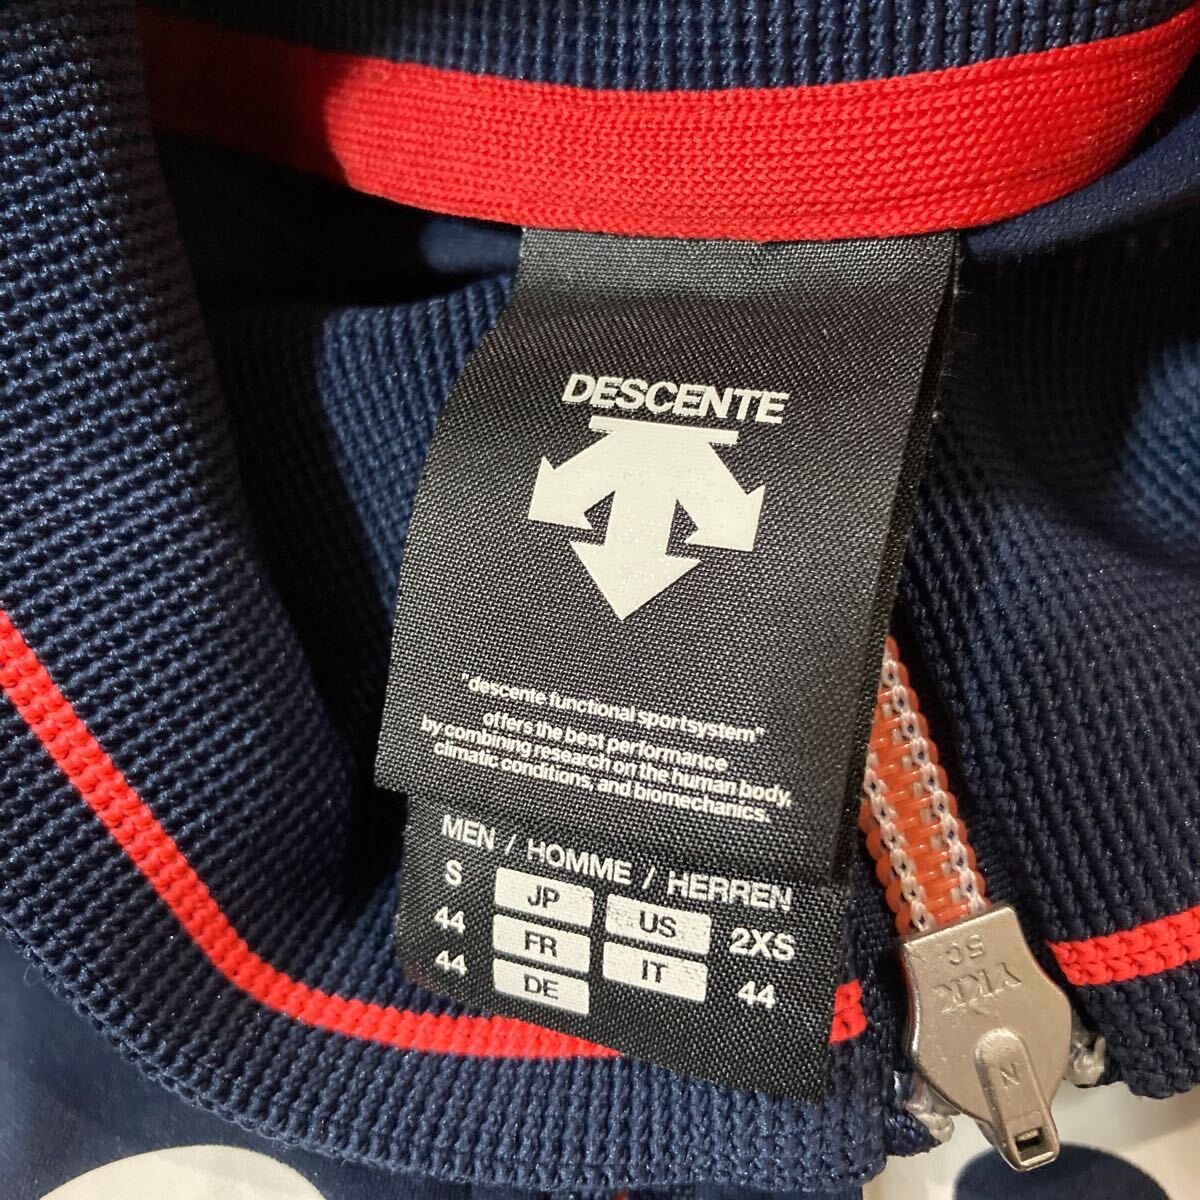 DESCENTE
"descente functional sportsystem"
offers the best performance
by combining research on the human body,
climatic conditions, and biomechanics.
MEN / HOMME / HERREN
S JP US 2XS
44 FR IT 44
44 DE
YKK
5C
N